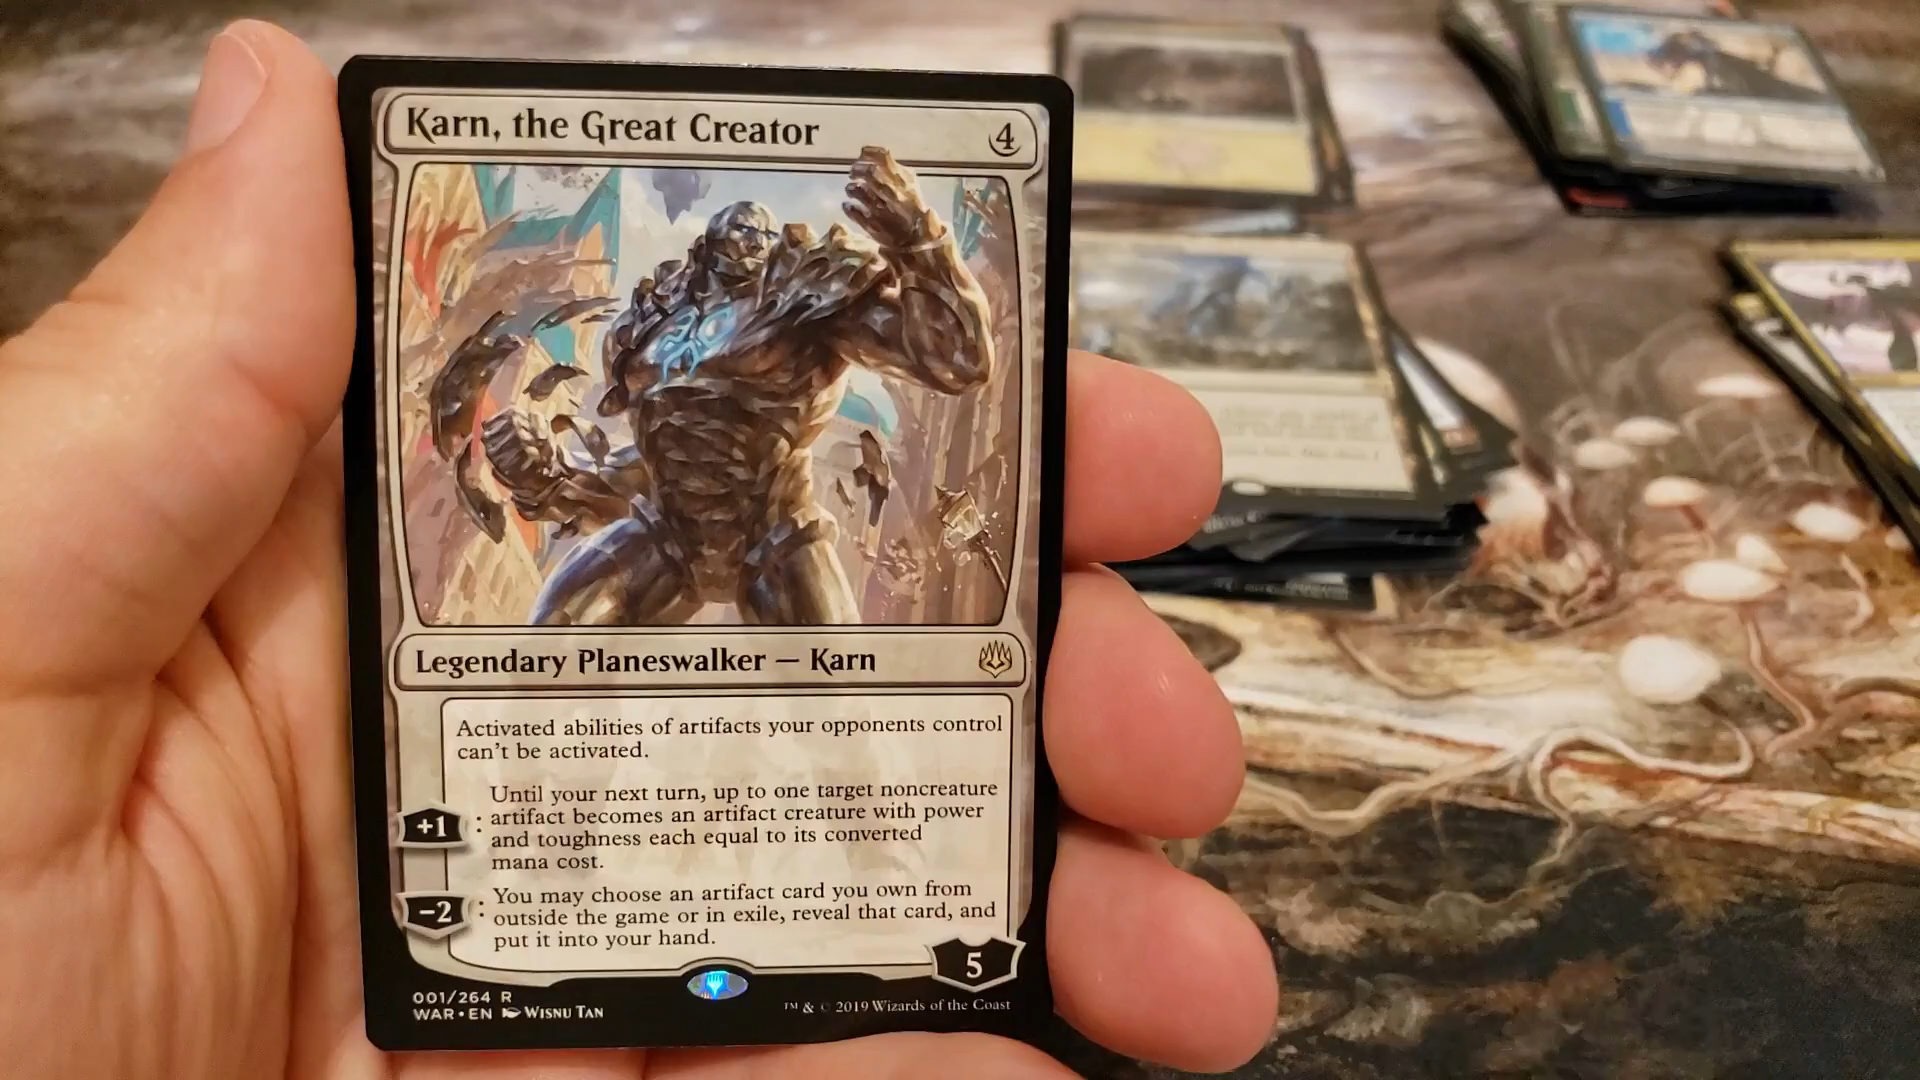 Karn, the Great Creator 4
Legendary Planeswalker — Karn
Activated abilities of artifacts your opponents control
can't be activated.
+1 : Until your next turn, up to one target noncreature
artifact becomes an artifact creature with power
and toughness each equal to its converted
mana cost.
−2 : You may choose an artifact card you own from
outside the game or in exile, reveal that card, and
put it into your hand.
5
001/264 R
WAR • EN Wisnu Tan
™ & © 2019 Wizards of the Coast